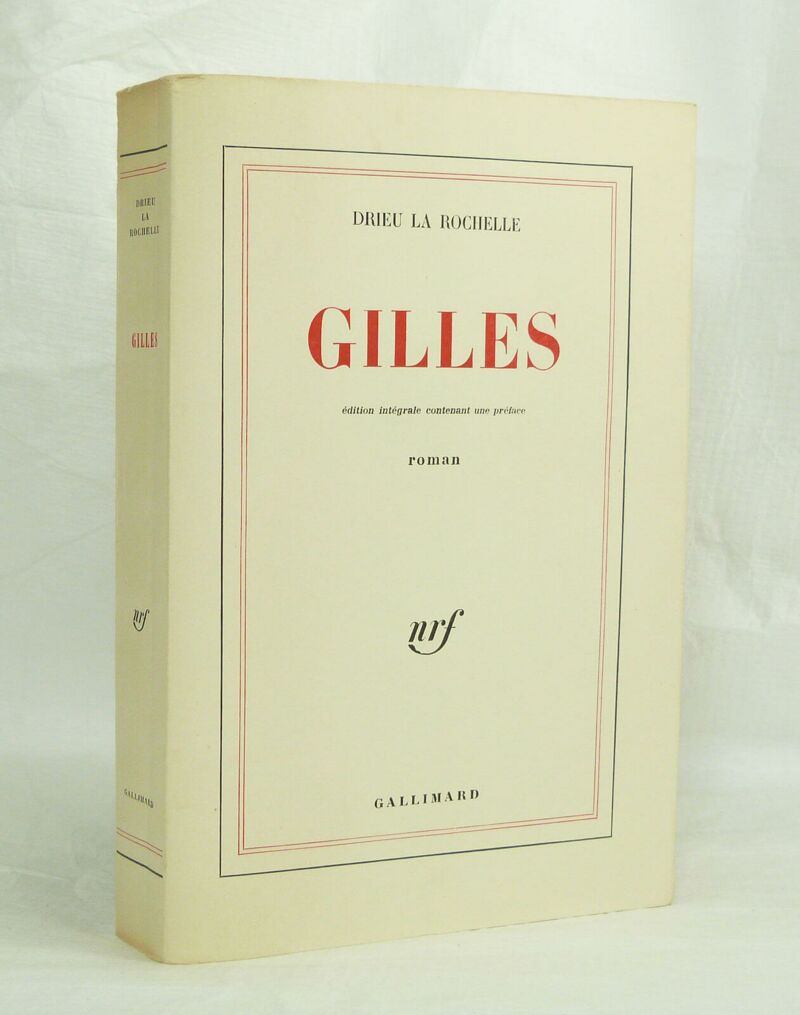 DRIEU
LA
ROCHELLE
GILLES
nrf
GALLIMARD
DRIEU LA ROCHELLE
GILLES
édition intégrale contenant une préface
roman
nrf
GALLIMARD